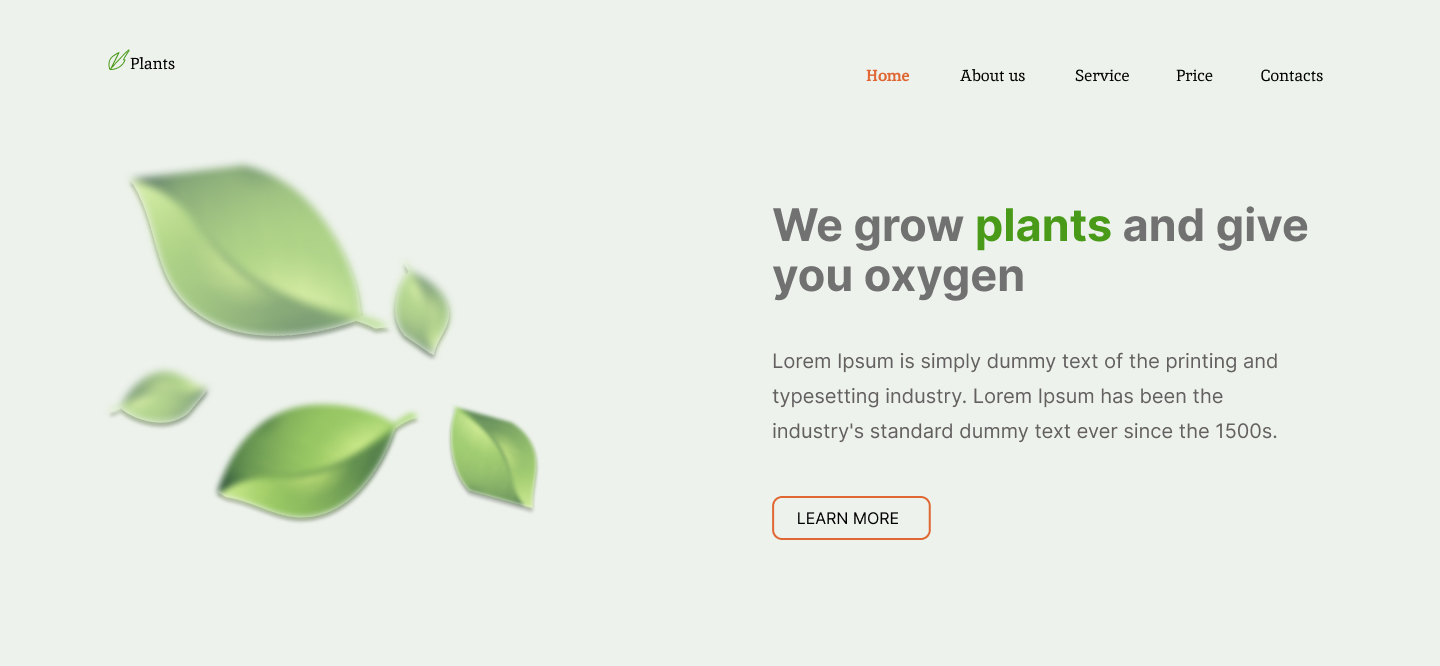 Plants
Home About us Service Price Contacts
We grow plants and give
you oxygen
Lorem Ipsum is simply dummy text of the printing and
typesetting industry. Lorem Ipsum has been the
industry's standard dummy text ever since the 1500s.
LEARN MORE